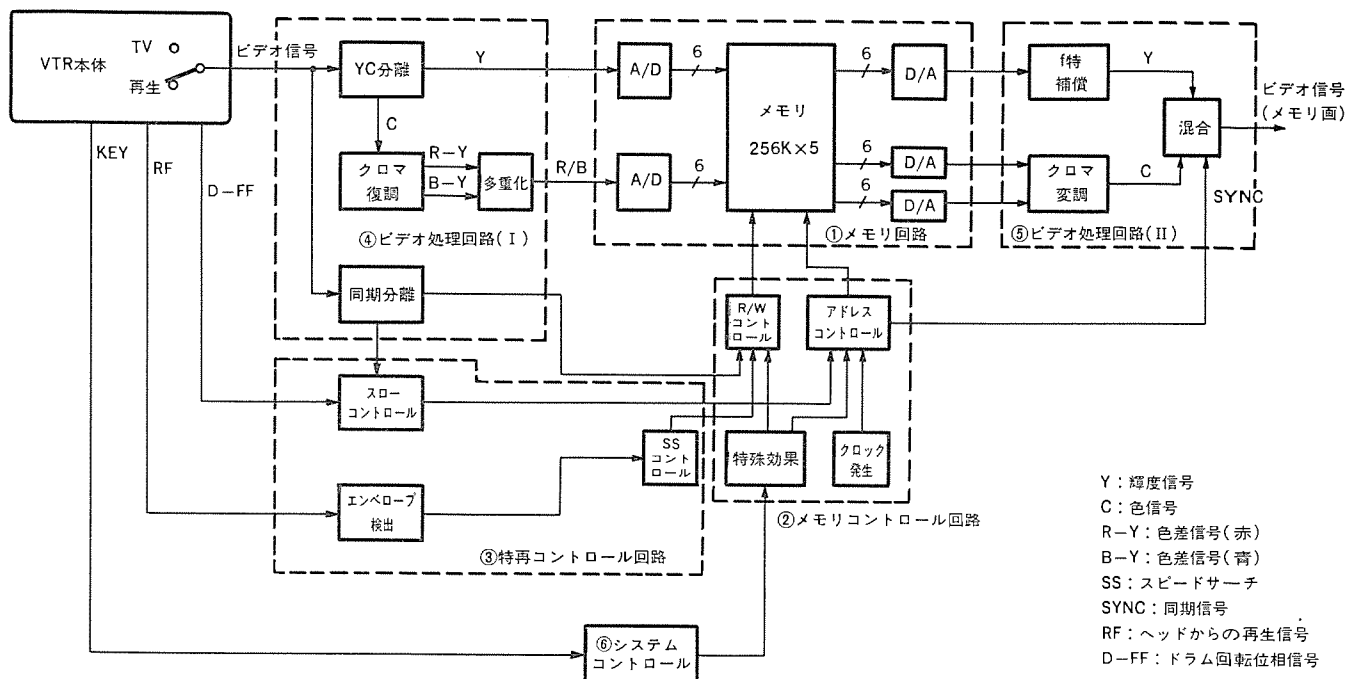 TV
VTR本体
再生
ビデオ信号
KEY
RF
D-FF
YC分離
Y
C
クロマ
復調
R-Y
B-Y
多重化
R/B
④ビデオ処理回路(I)
同期分離
A/D
6
A/D
6
メモリ
256K×5
6
D/A
6
D/A
6
D/A
①メモリ回路
f特
補償
Y
混合
クロマ
変調
C
SYNC
⑤ビデオ処理回路(II)
ビデオ信号
(メモリ画)
R/W
コント
ロール
アドレス
コントロール
特殊効果
クロック
発生
②メモリコントロール回路
スロー
コントロール
SS
コント
ロール
エンベロープ
検出
③特再コントロール回路
⑥システム
コントロール
Y:輝度信号
C:色信号
R-Y:色差信号(赤)
B-Y:色差信号(青)
SS:スピードサーチ
SYNC:同期信号
RF:ヘッドからの再生信号
D-FF:ドラム回転位相信号